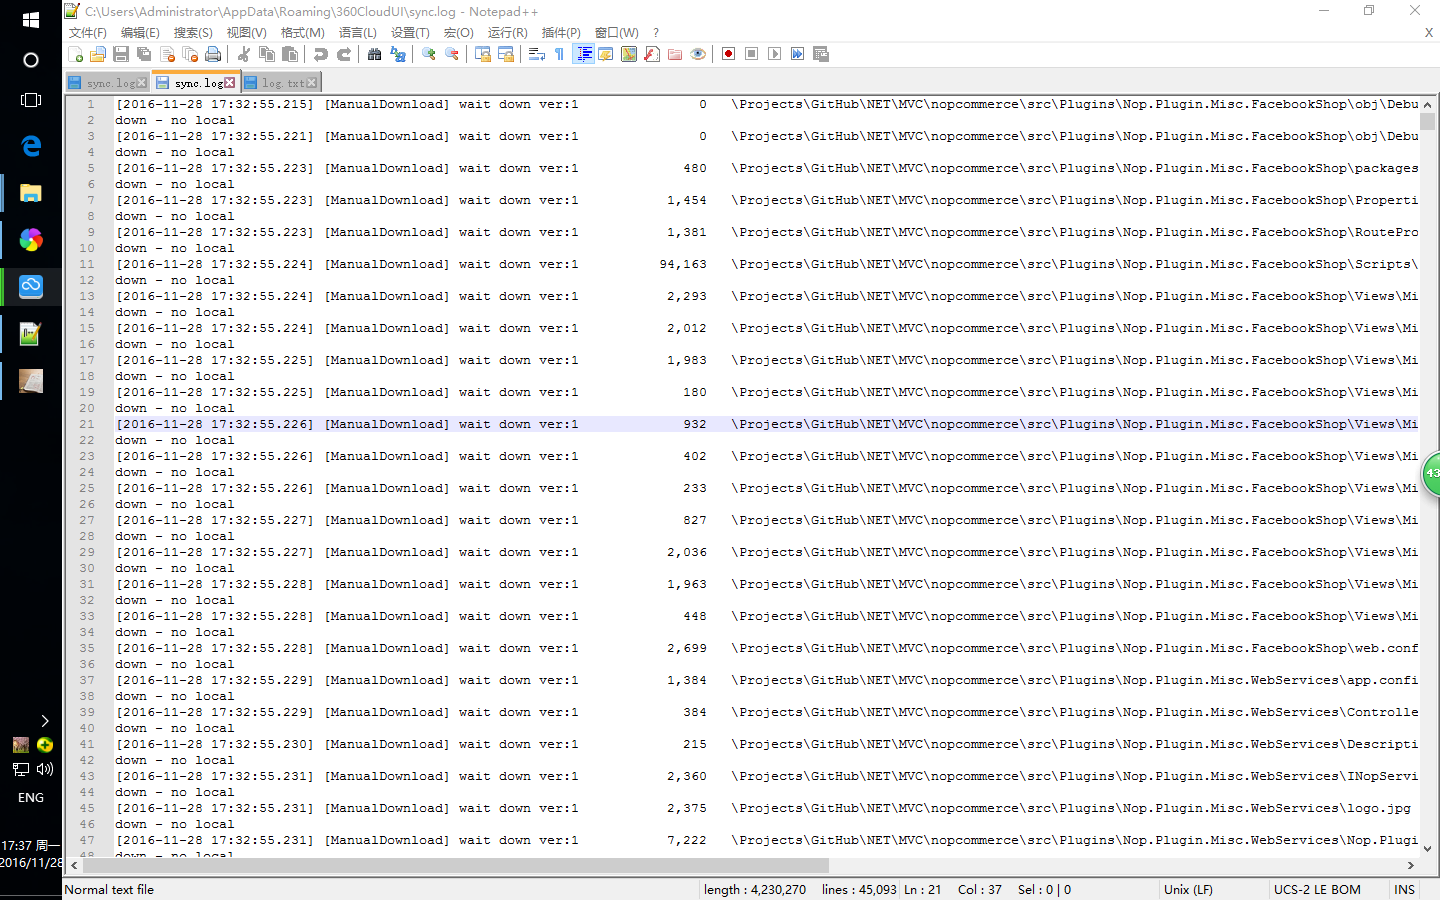 C:\Users\Administrator\AppData\Roaming\360CloudUI\sync.log - Notepad++
文件(F) 编辑(E) 搜索(S) 视图(V) 格式(M) 语言(L) 设置(T) 宏(O) 运行(R) 插件(P) 窗口(W) ? X
sync.log sync.log log.txt
1 [2016-11-28 17:32:55.215] [ManualDownload] wait down ver:1 0 \Projects\GitHub\NET\MVC\nopcommerce\src\Plugins\Nop.Plugin.Misc.FacebookShop\obj\Debu
2 down - no local
3 [2016-11-28 17:32:55.221] [ManualDownload] wait down ver:1 0 \Projects\GitHub\NET\MVC\nopcommerce\src\Plugins\Nop.Plugin.Misc.FacebookShop\obj\Debu
4 down - no local
5 [2016-11-28 17:32:55.223] [ManualDownload] wait down ver:1 480 \Projects\GitHub\NET\MVC\nopcommerce\src\Plugins\Nop.Plugin.Misc.FacebookShop\packages
6 down - no local
7 [2016-11-28 17:32:55.223] [ManualDownload] wait down ver:1 1,454 \Projects\GitHub\NET\MVC\nopcommerce\src\Plugins\Nop.Plugin.Misc.FacebookShop\Properti
8 down - no local
9 [2016-11-28 17:32:55.223] [ManualDownload] wait down ver:1 1,381 \Projects\GitHub\NET\MVC\nopcommerce\src\Plugins\Nop.Plugin.Misc.FacebookShop\RoutePro
10 down - no local
11 [2016-11-28 17:32:55.224] [ManualDownload] wait down ver:1 94,163 \Projects\GitHub\NET\MVC\nopcommerce\src\Plugins\Nop.Plugin.Misc.FacebookShop\Scripts\
12 down - no local
13 [2016-11-28 17:32:55.224] [ManualDownload] wait down ver:1 2,293 \Projects\GitHub\NET\MVC\nopcommerce\src\Plugins\Nop.Plugin.Misc.FacebookShop\Views\Mi
14 down - no local
15 [2016-11-28 17:32:55.224] [ManualDownload] wait down ver:1 2,012 \Projects\GitHub\NET\MVC\nopcommerce\src\Plugins\Nop.Plugin.Misc.FacebookShop\Views\Mi
16 down - no local
17 [2016-11-28 17:32:55.225] [ManualDownload] wait down ver:1 1,983 \Projects\GitHub\NET\MVC\nopcommerce\src\Plugins\Nop.Plugin.Misc.FacebookShop\Views\Mi
18 down - no local
19 [2016-11-28 17:32:55.225] [ManualDownload] wait down ver:1 180 \Projects\GitHub\NET\MVC\nopcommerce\src\Plugins\Nop.Plugin.Misc.FacebookShop\Views\Mi
20 down - no local
21 [2016-11-28 17:32:55.226] [ManualDownload] wait down ver:1 932 \Projects\GitHub\NET\MVC\nopcommerce\src\Plugins\Nop.Plugin.Misc.FacebookShop\Views\Mi
22 down - no local
23 [2016-11-28 17:32:55.226] [ManualDownload] wait down ver:1 402 \Projects\GitHub\NET\MVC\nopcommerce\src\Plugins\Nop.Plugin.Misc.FacebookShop\Views\Mi
24 down - no local
25 [2016-11-28 17:32:55.226] [ManualDownload] wait down ver:1 233 \Projects\GitHub\NET\MVC\nopcommerce\src\Plugins\Nop.Plugin.Misc.FacebookShop\Views\Mi
26 down - no local
27 [2016-11-28 17:32:55.227] [ManualDownload] wait down ver:1 827 \Projects\GitHub\NET\MVC\nopcommerce\src\Plugins\Nop.Plugin.Misc.FacebookShop\Views\Mi
28 down - no local
29 [2016-11-28 17:32:55.227] [ManualDownload] wait down ver:1 2,036 \Projects\GitHub\NET\MVC\nopcommerce\src\Plugins\Nop.Plugin.Misc.FacebookShop\Views\Mi
30 down - no local
31 [2016-11-28 17:32:55.228] [ManualDownload] wait down ver:1 1,963 \Projects\GitHub\NET\MVC\nopcommerce\src\Plugins\Nop.Plugin.Misc.FacebookShop\Views\Mi
32 down - no local
33 [2016-11-28 17:32:55.228] [ManualDownload] wait down ver:1 448 \Projects\GitHub\NET\MVC\nopcommerce\src\Plugins\Nop.Plugin.Misc.FacebookShop\Views\Mi
34 down - no local
35 [2016-11-28 17:32:55.228] [ManualDownload] wait down ver:1 2,699 \Projects\GitHub\NET\MVC\nopcommerce\src\Plugins\Nop.Plugin.Misc.FacebookShop\web.conf
36 down - no local
37 [2016-11-28 17:32:55.229] [ManualDownload] wait down ver:1 1,384 \Projects\GitHub\NET\MVC\nopcommerce\src\Plugins\Nop.Plugin.Misc.WebServices\app.confi
38 down - no local
39 [2016-11-28 17:32:55.229] [ManualDownload] wait down ver:1 384 \Projects\GitHub\NET\MVC\nopcommerce\src\Plugins\Nop.Plugin.Misc.WebServices\Controlle
40 down - no local
41 [2016-11-28 17:32:55.230] [ManualDownload] wait down ver:1 215 \Projects\GitHub\NET\MVC\nopcommerce\src\Plugins\Nop.Plugin.Misc.WebServices\Descripti
42 down - no local
43 [2016-11-28 17:32:55.231] [ManualDownload] wait down ver:1 2,360 \Projects\GitHub\NET\MVC\nopcommerce\src\Plugins\Nop.Plugin.Misc.WebServices\INopServi
44 down - no local
45 [2016-11-28 17:32:55.231] [ManualDownload] wait down ver:1 2,375 \Projects\GitHub\NET\MVC\nopcommerce\src\Plugins\Nop.Plugin.Misc.WebServices\logo.jpg
46 down - no local
47 [2016-11-28 17:32:55.231] [ManualDownload] wait down ver:1 7,222 \Projects\GitHub\NET\MVC\nopcommerce\src\Plugins\Nop.Plugin.Misc.WebServices\Nop.Plugi
48 down - no local
43
ENG
17:37 周一
2016/11/28
Normal text file length : 4,230,270 lines : 45,093 Ln : 21 Col : 37 Sel : 0 | 0 Unix (LF) UCS-2 LE BOM INS